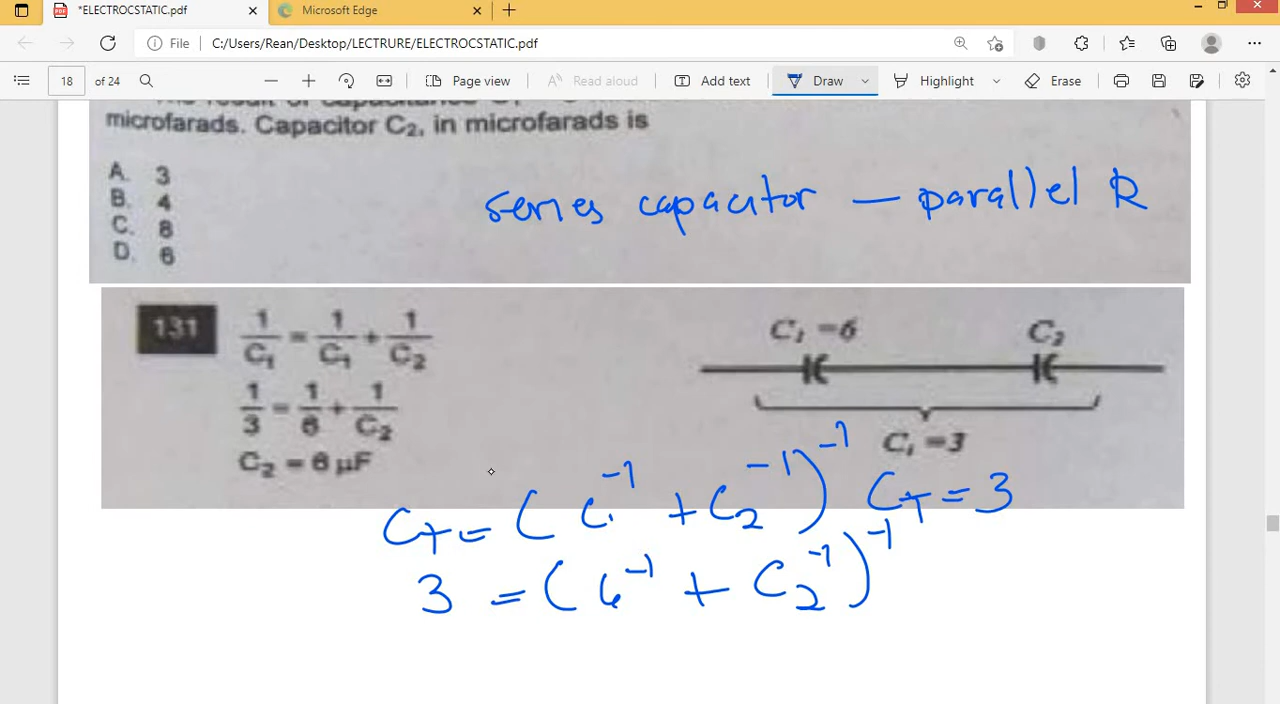 *ELECTROCSTATIC.pdf
Microsoft Edge
File C:/Users/Rean/Desktop/LECTRURE/ELECTROCSTATIC.pdf
18 of 24 Page view Read aloud Add text Draw Highlight Erase
microfarads. Capacitor C₂, in microfarads is
A. 3
B. 4
C. 8
D. 6
series capacitor — parallel R
131
1/C₁ = 1/C₁ + 1/C₂
1/3 = 1/6 + 1/C₂
C₂ = 6 μF
C₁ = 6 C₂
C₁ = 3
C_T = (C₁⁻¹ + C₂⁻¹)⁻¹ C_T = 3
3 = (6⁻¹ + C₂⁻¹)⁻¹